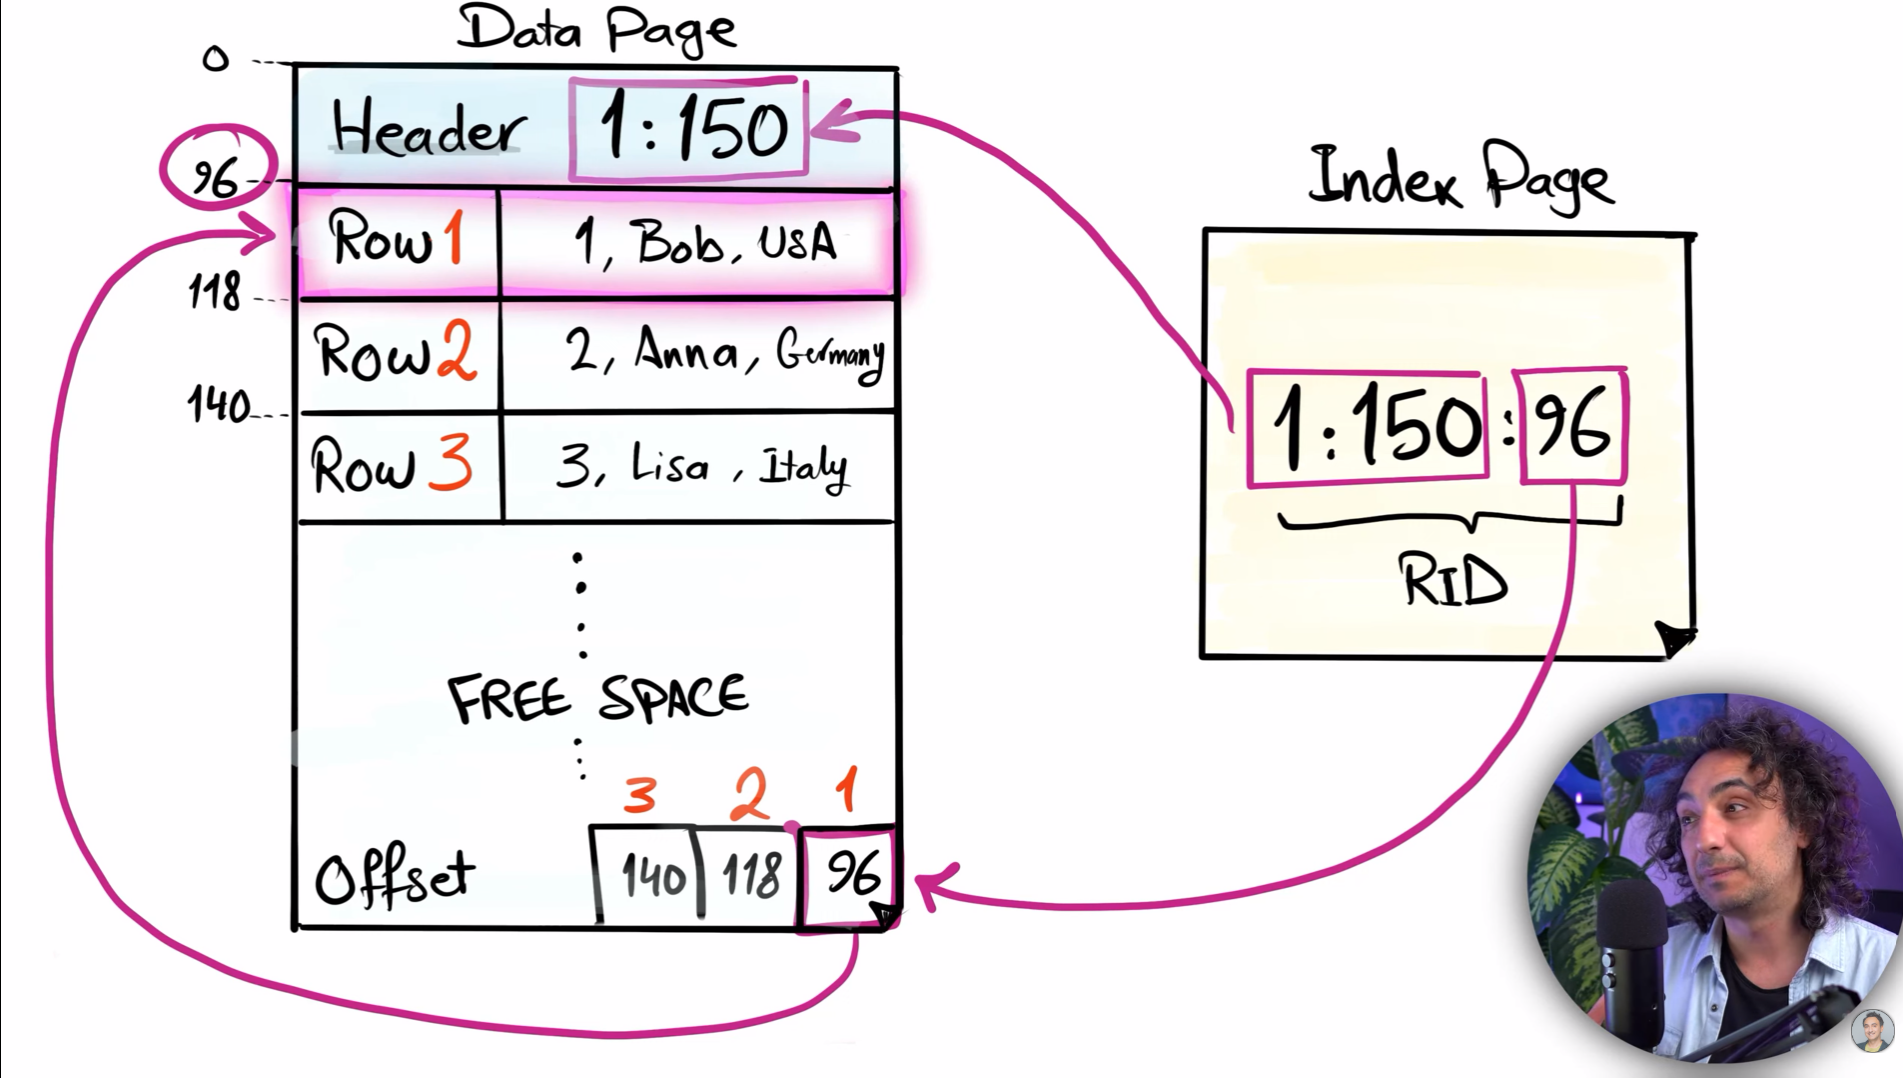 Data Page
0
Header 1:150
96
Row 1 1, Bob, USA
118
Row 2 2, Anna, Germany
140
Row 3 3, Lisa, Italy
FREE SPACE
3 2 1
Offset 140 118 96
Index Page
1:150:96
RID